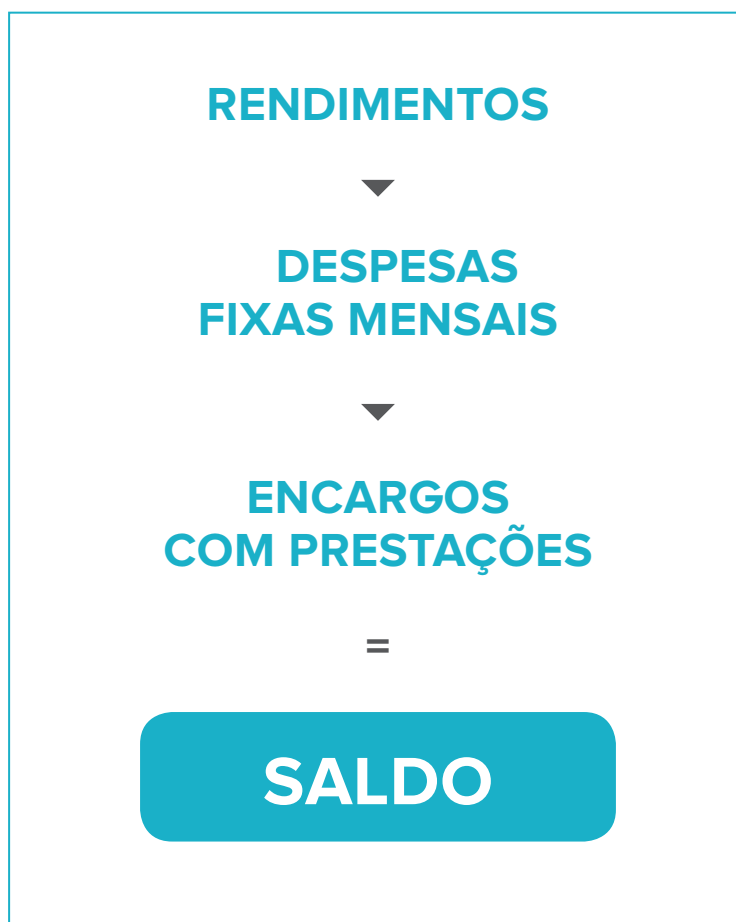 RENDIMENTOS
DESPESAS
FIXAS MENSAIS
ENCARGOS
COM PRESTAÇÕES
=
SALDO